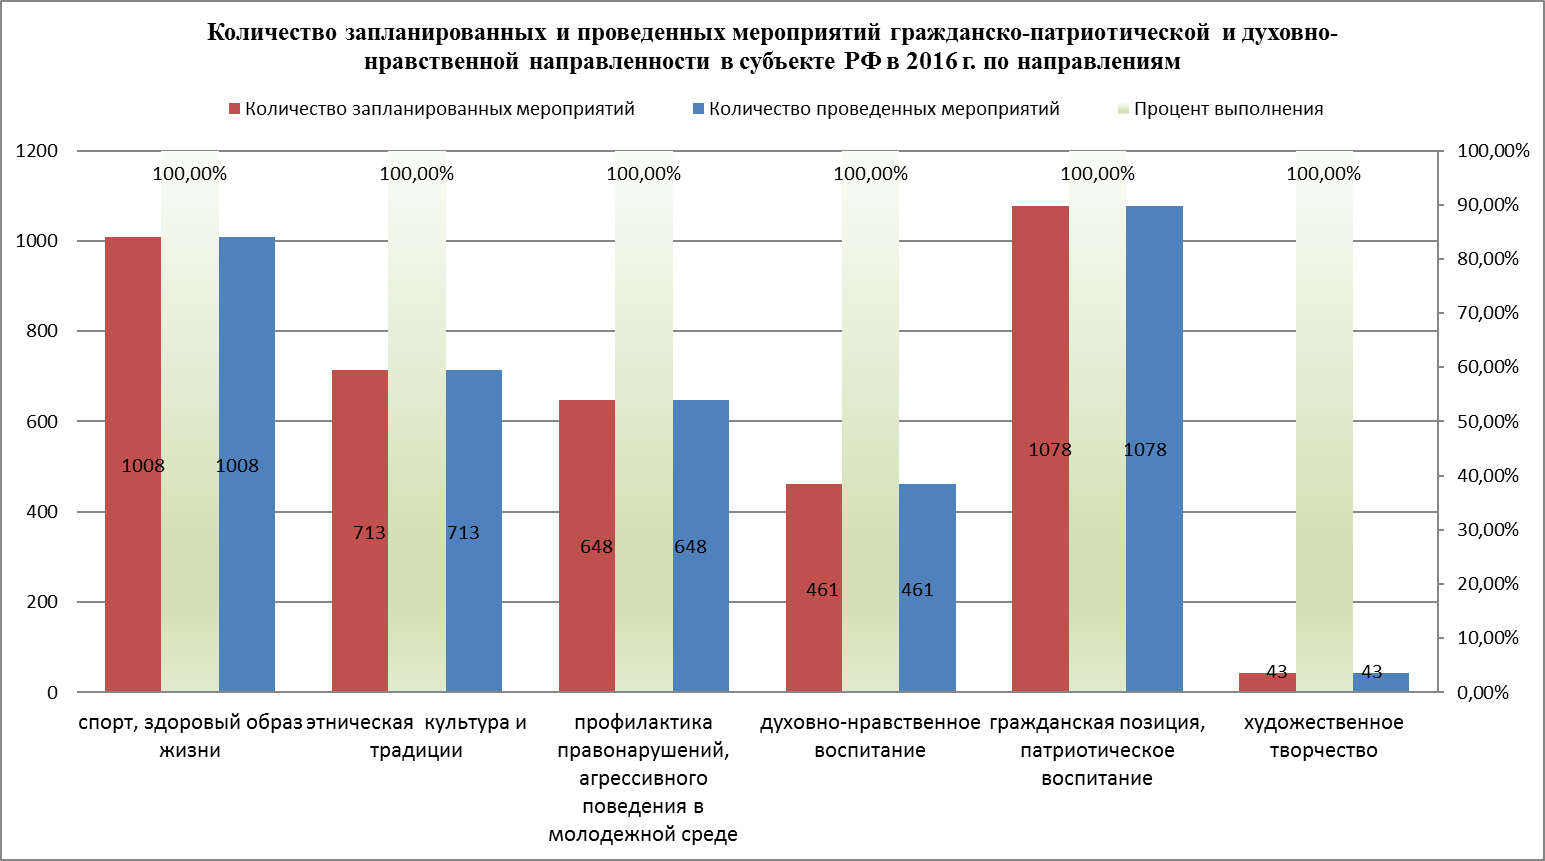 Количество запланированных и проведенных мероприятий гражданско-патриотической и духовно-
нравственной направленности в субъекте РФ в 2016 г. по направлениям
Количество запланированных мероприятий
Количество проведенных мероприятий
Процент выполнения
1200
1000
800
600
400
200
0
100,00%
90,00%
80,00%
70,00%
60,00%
50,00%
40,00%
30,00%
20,00%
10,00%
0,00%
100,00%
100,00%
100,00%
100,00%
100,00%
100,00%
1008
1008
713
713
648
648
461
461
1078
1078
43
43
спорт, здоровый образ
жизни
этническая культура и
традиции
профилактика
правонарушений,
агрессивного
поведения в
молодежной среде
духовно-нравственное
воспитание
гражданская позиция,
патриотическое
воспитание
художественное
творчество